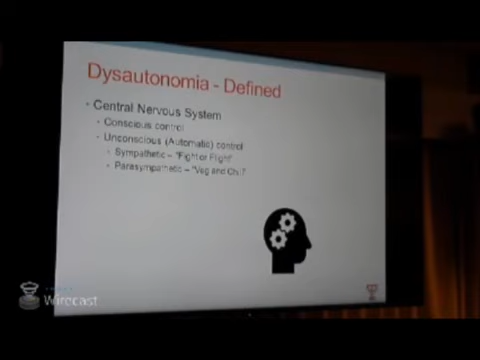 Dysautonomia - Defined
• Central Nervous System
• Conscious control
• Unconscious (Automatic) control
• Sympathetic – "Fight or Flight"
• Parasympathetic – "Veg and Chill"
Wirecast